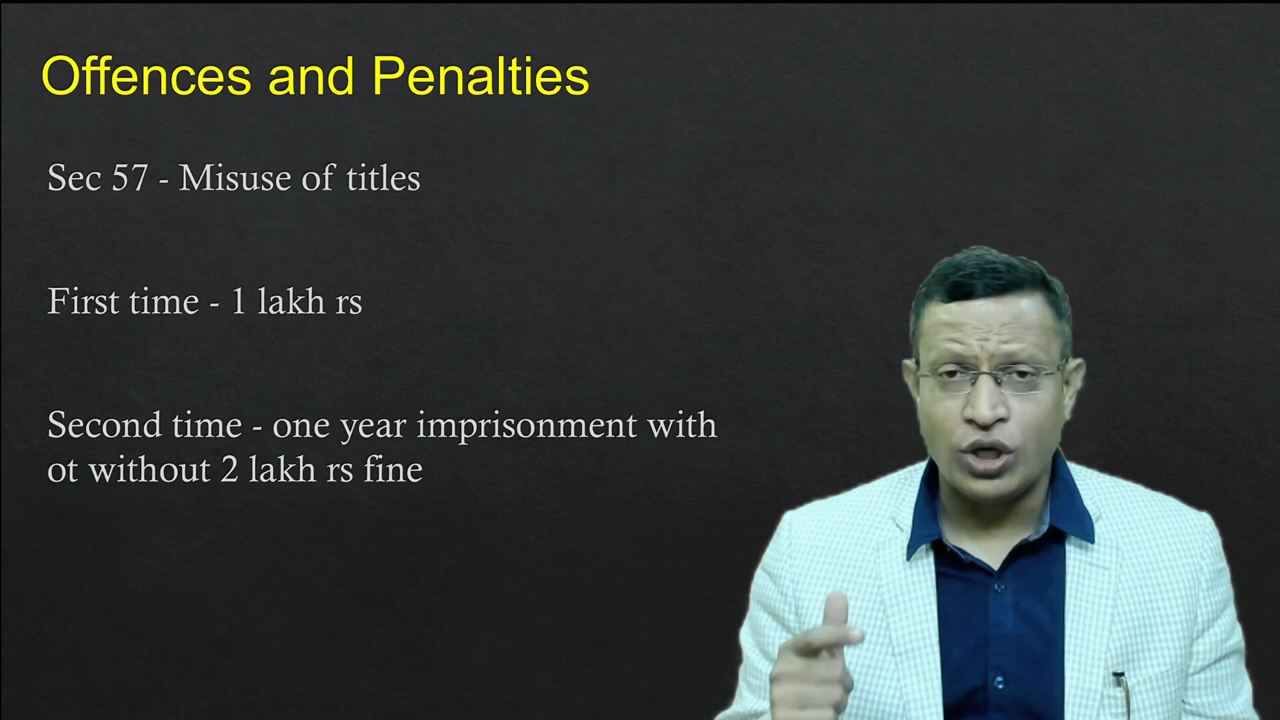 Offences and Penalties
Sec 57 - Misuse of titles
First time - 1 lakh rs
Second time - one year imprisonment with
ot without 2 lakh rs fine